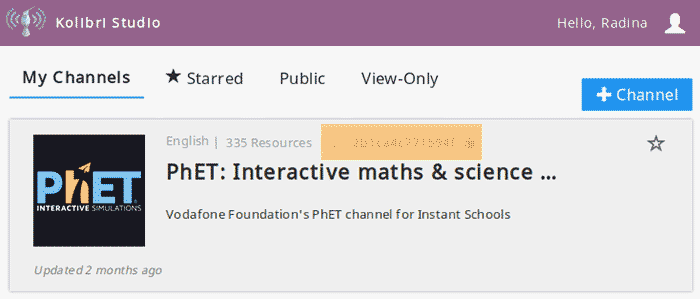 Kolibri Studio
Hello, Radina
My Channels
★ Starred
Public
View-Only
+ Channel
English | 335 Resources
PhET
INTERACTIVE SIMULATIONS
PhET: Interactive maths & science ...
Vodafone Foundation's PhET channel for Instant Schools
Updated 2 months ago